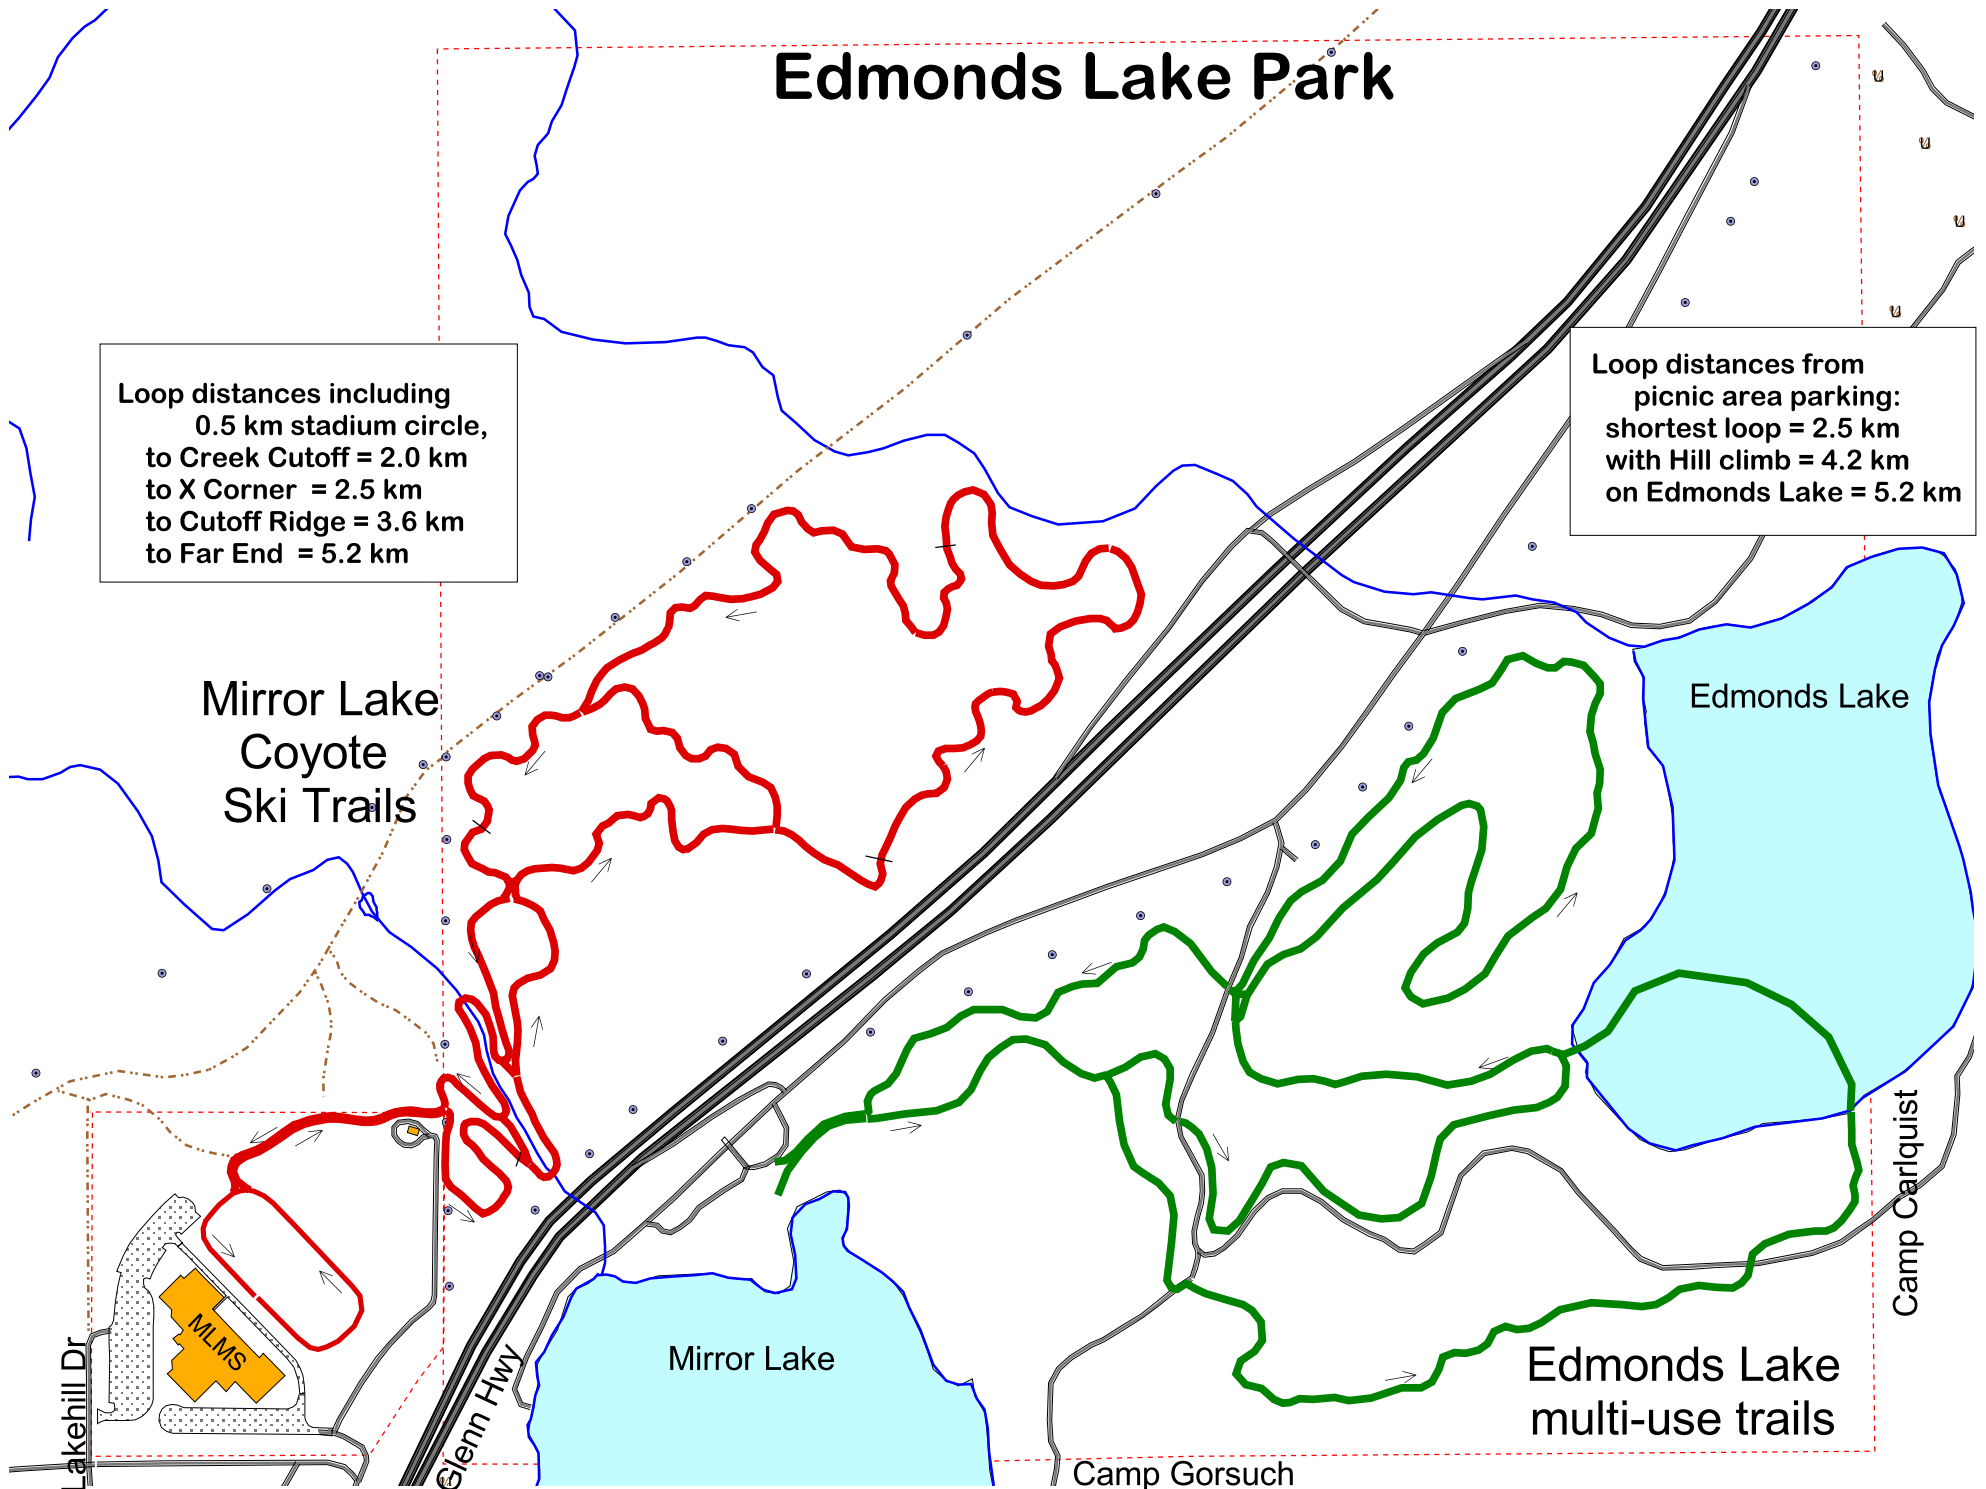 Edmonds Lake Park
Loop distances including
0.5 km stadium circle,
to Creek Cutoff = 2.0 km
to X Corner = 2.5 km
to Cutoff Ridge = 3.6 km
to Far End = 5.2 km
Loop distances from
picnic area parking:
shortest loop = 2.5 km
with Hill climb = 4.2 km
on Edmonds Lake = 5.2 km
Mirror Lake
Coyote
Ski Trails
Edmonds Lake
Camp Carlquist
MLMS
Lakehill Dr
Glenn Hwy
Mirror Lake
Edmonds Lake
multi-use trails
Camp Gorsuch